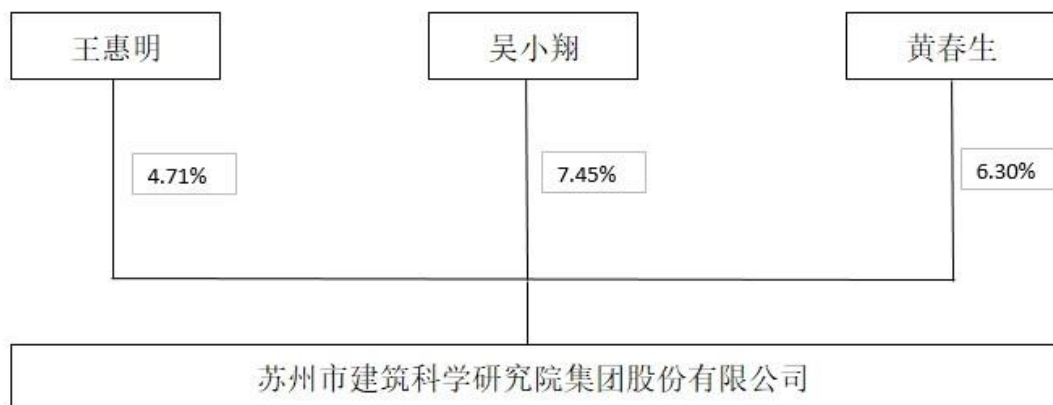 王惠明
吴小翔
黄春生
4.71%
7.45%
6.30%
苏州市建筑科学研究院集团股份有限公司